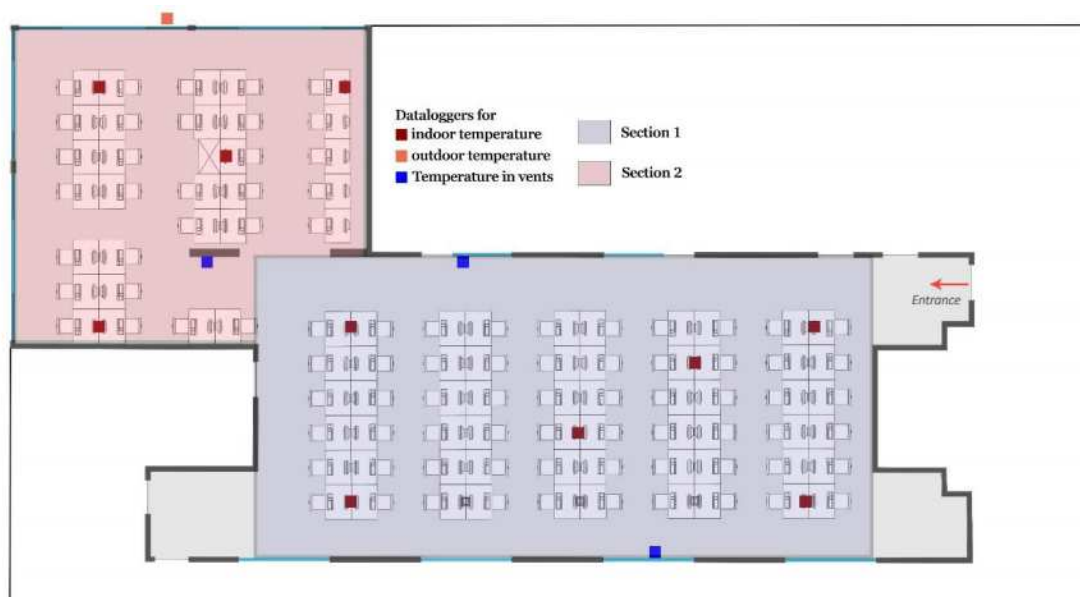 Dataloggers for
indoor temperature
outdoor temperature
Temperature in vents
Section 1
Section 2
Entrance